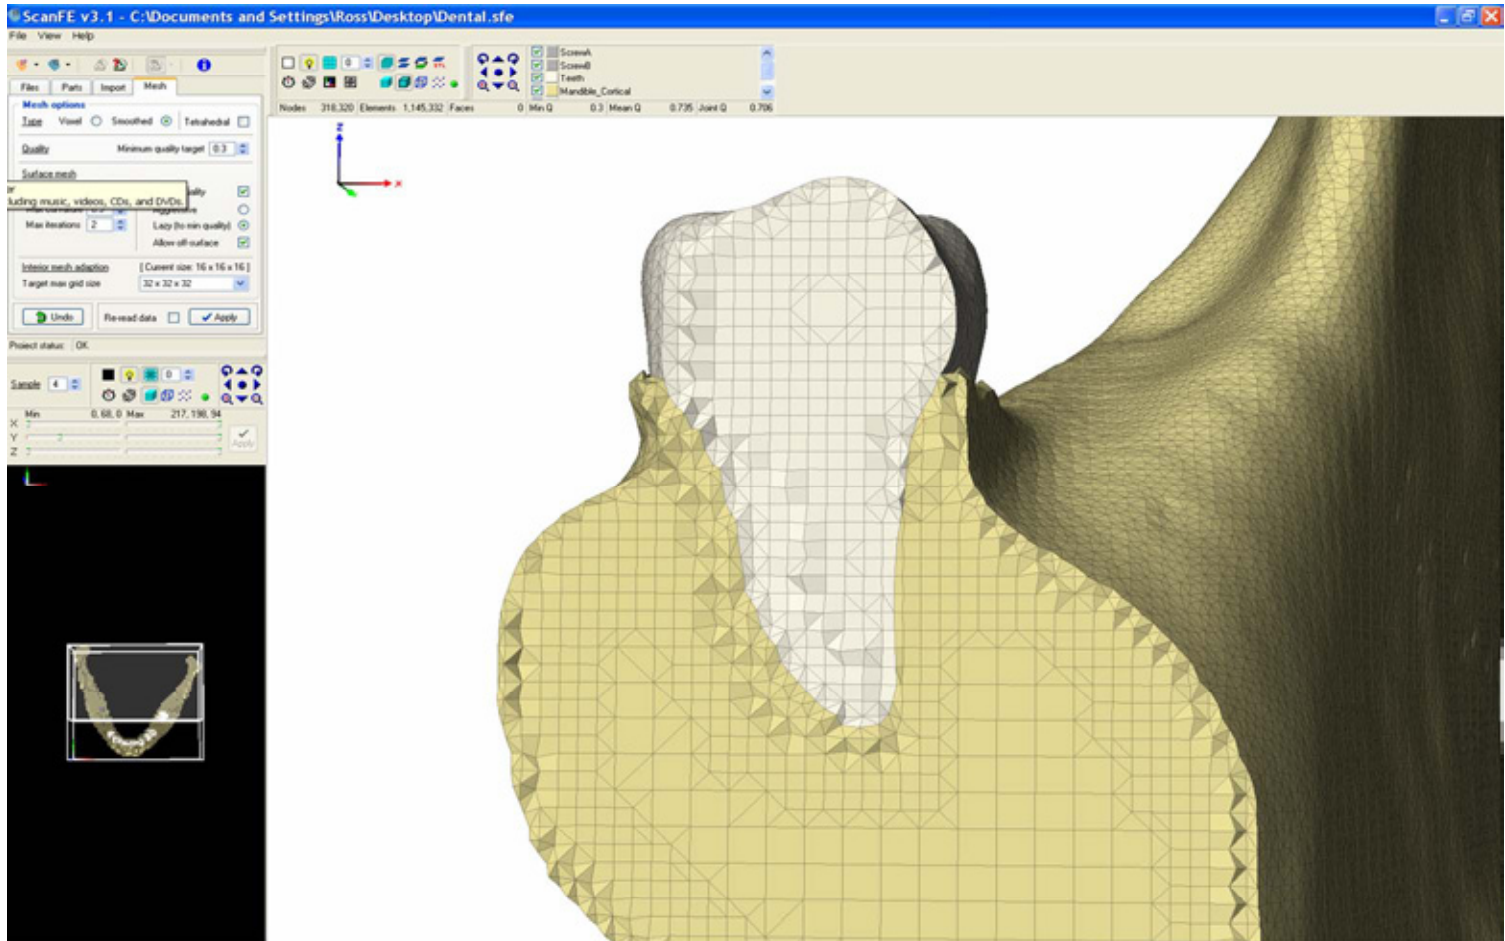 ScanFE v3.1 - C:\Documents and Settings\Ross\Desktop\Dental.sfe
File View Help
Files Parts Import Mesh
Mesh options
Type Voxel Smoothed Tetrahedral
Quality Minimum quality target 0.3
Surface mesh
er
luding music, videos, CDs, and DVDs.
ality
Max iterations 2 Lazy (to min quality)
Allow off-surface
Interior mesh adaption [ Current size: 16 x 16 x 16 ]
Target max grid size 32 x 32 x 32
Undo Re-read data Apply
Project status: OK
Sample 4 0
Min 0, 68, 0 Max 217, 198, 94
X
Y
Z
Apply
0
ScrewA
ScrewB
Teeth
Mandible_Cortical
Nodes 318,320 Elements 1,145,332 Faces 0 Min Q 0.3 Mean Q 0.735 Joint Q 0.706
z
x